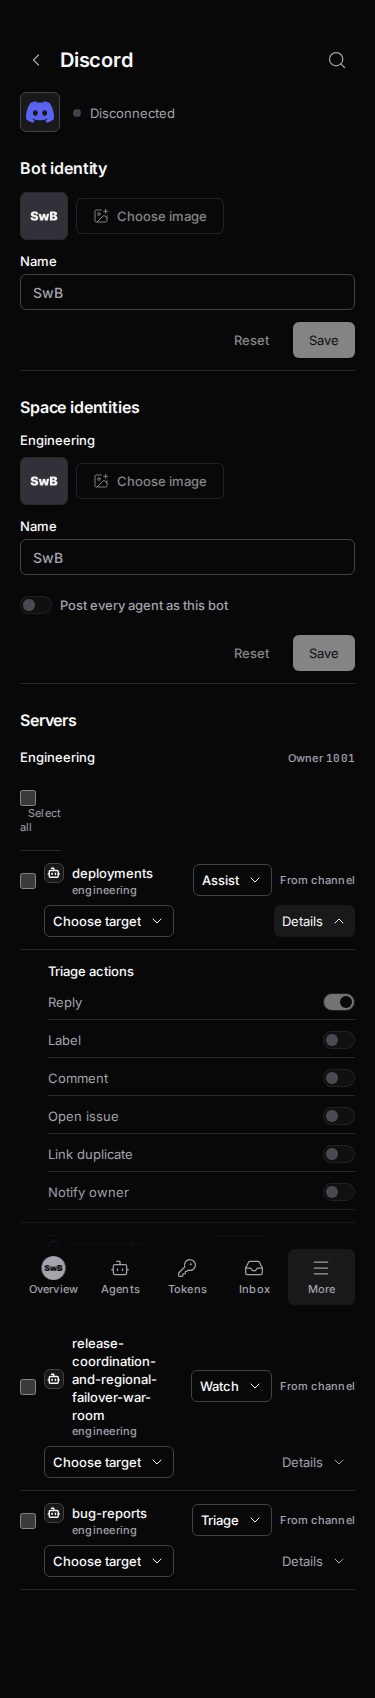 Discord
Disconnected
Bot identity
SwB
Choose image
Name
SwB
Reset
Save
Space identities
Engineering
SwB
Choose image
Name
SwB
Post every agent as this bot
Reset
Save
Servers
Engineering
Owner 1001
Select
all
deployments
engineering
Assist
From channel
Choose target
Details
Triage actions
Reply
Label
Comment
Open issue
Link duplicate
Notify owner
community
SwB
Overview
Agents
Tokens
Inbox
More
release-
coordination-
and-regional-
failover-war-
room
engineering
Watch
From channel
Choose target
Details
bug-reports
engineering
Triage
From channel
Choose target
Details